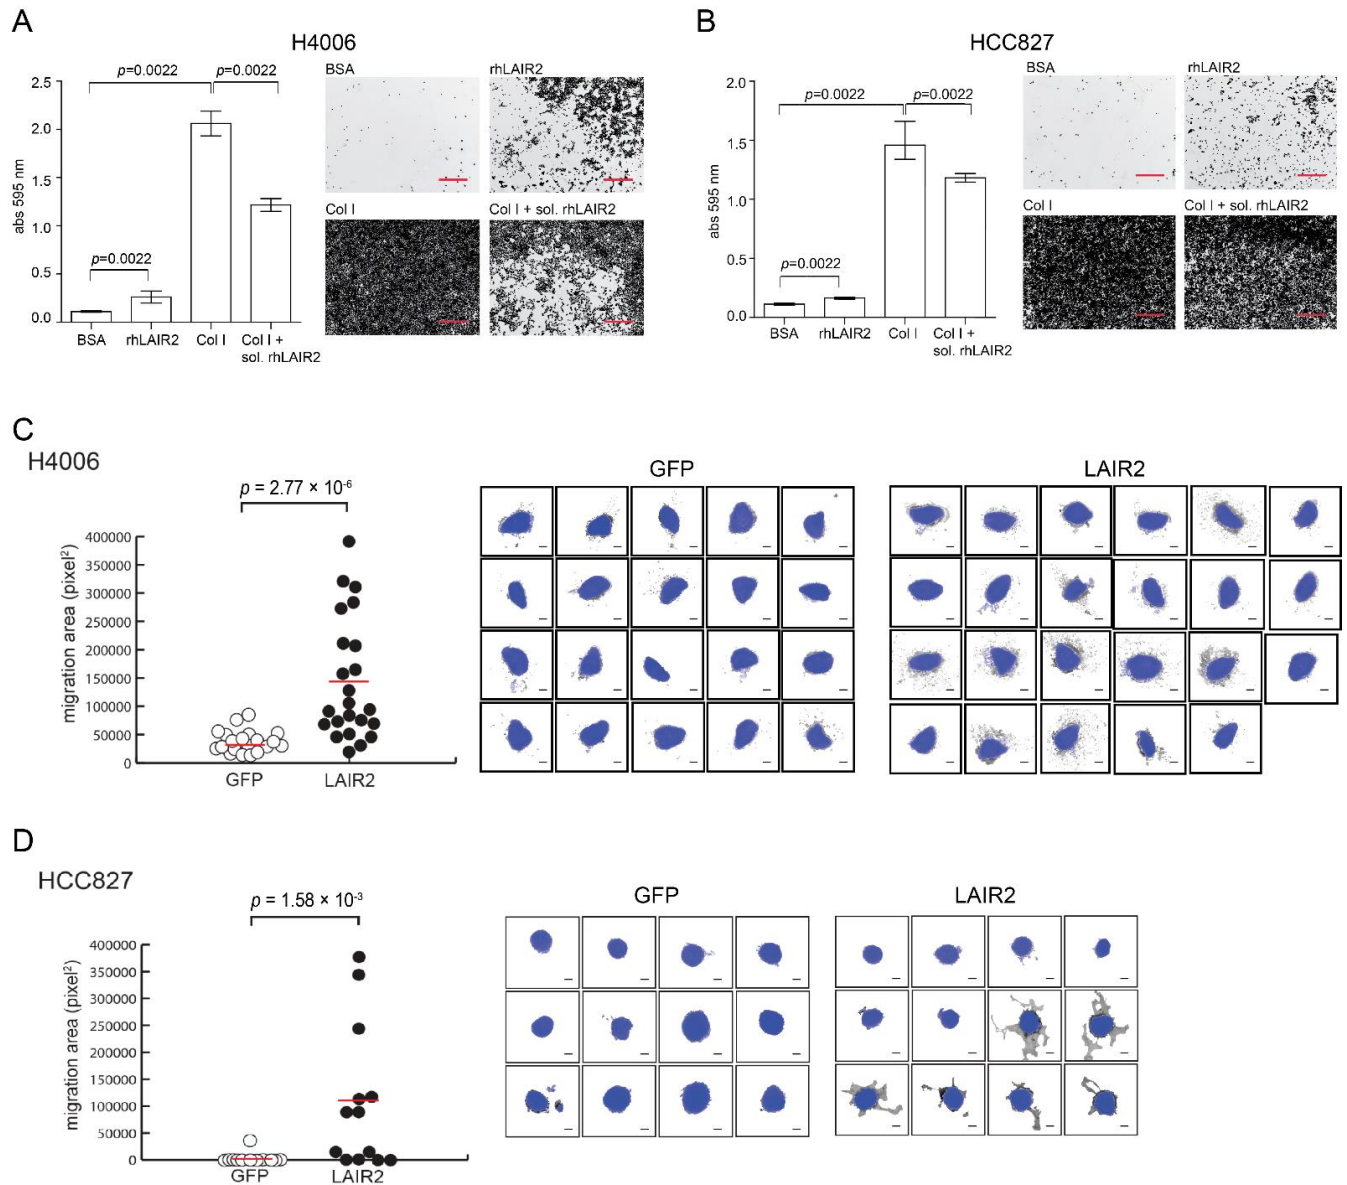 A
H4006
p=0.0022
p=0.0022
p=0.0022
2.5
2.0
1.5
1.0
0.5
0.0
abs 595 nm
BSA
rhLAIR2
Col I
Col I +
sol. rhLAIR2
BSA
rhLAIR2
Col I
Col I + sol. rhLAIR2
B
HCC827
p=0.0022
p=0.0022
p=0.0022
2.0
1.5
1.0
0.5
0.0
abs 595 nm
BSA
rhLAIR2
Col I
Col I +
sol. rhLAIR2
BSA
rhLAIR2
Col I
Col I + sol. rhLAIR2
C
H4006
p = 2.77 × 10-6
400000
350000
300000
250000
200000
150000
100000
50000
0
migration area (pixel²)
GFP
LAIR2
GFP
LAIR2
D
HCC827
p = 1.58 × 10-3
400000
350000
300000
250000
200000
150000
100000
50000
0
migration area (pixel²)
GFP
LAIR2
GFP
LAIR2